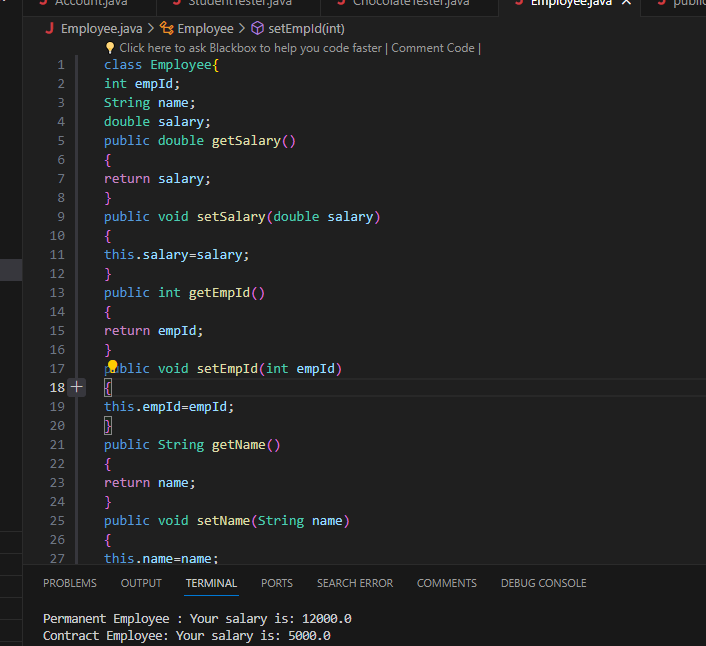 Account.java StudentTester.java ChocolateTester.java Employee.java
Employee.java > Employee > setEmpId(int)
Click here to ask Blackbox to help you code faster | Comment Code |
1 class Employee{
2 int empId;
3 String name;
4 double salary;
5 public double getSalary()
6 {
7 return salary;
8 }
9 public void setSalary(double salary)
10 {
11 this.salary=salary;
12 }
13 public int getEmpId()
14 {
15 return empId;
16 }
17 public void setEmpId(int empId)
18 {
19 this.empId=empId;
20 }
21 public String getName()
22 {
23 return name;
24 }
25 public void setName(String name)
26 {
27 this.name=name;
PROBLEMS OUTPUT TERMINAL PORTS SEARCH ERROR COMMENTS DEBUG CONSOLE
Permanent Employee : Your salary is: 12000.0
Contract Employee: Your salary is: 5000.0